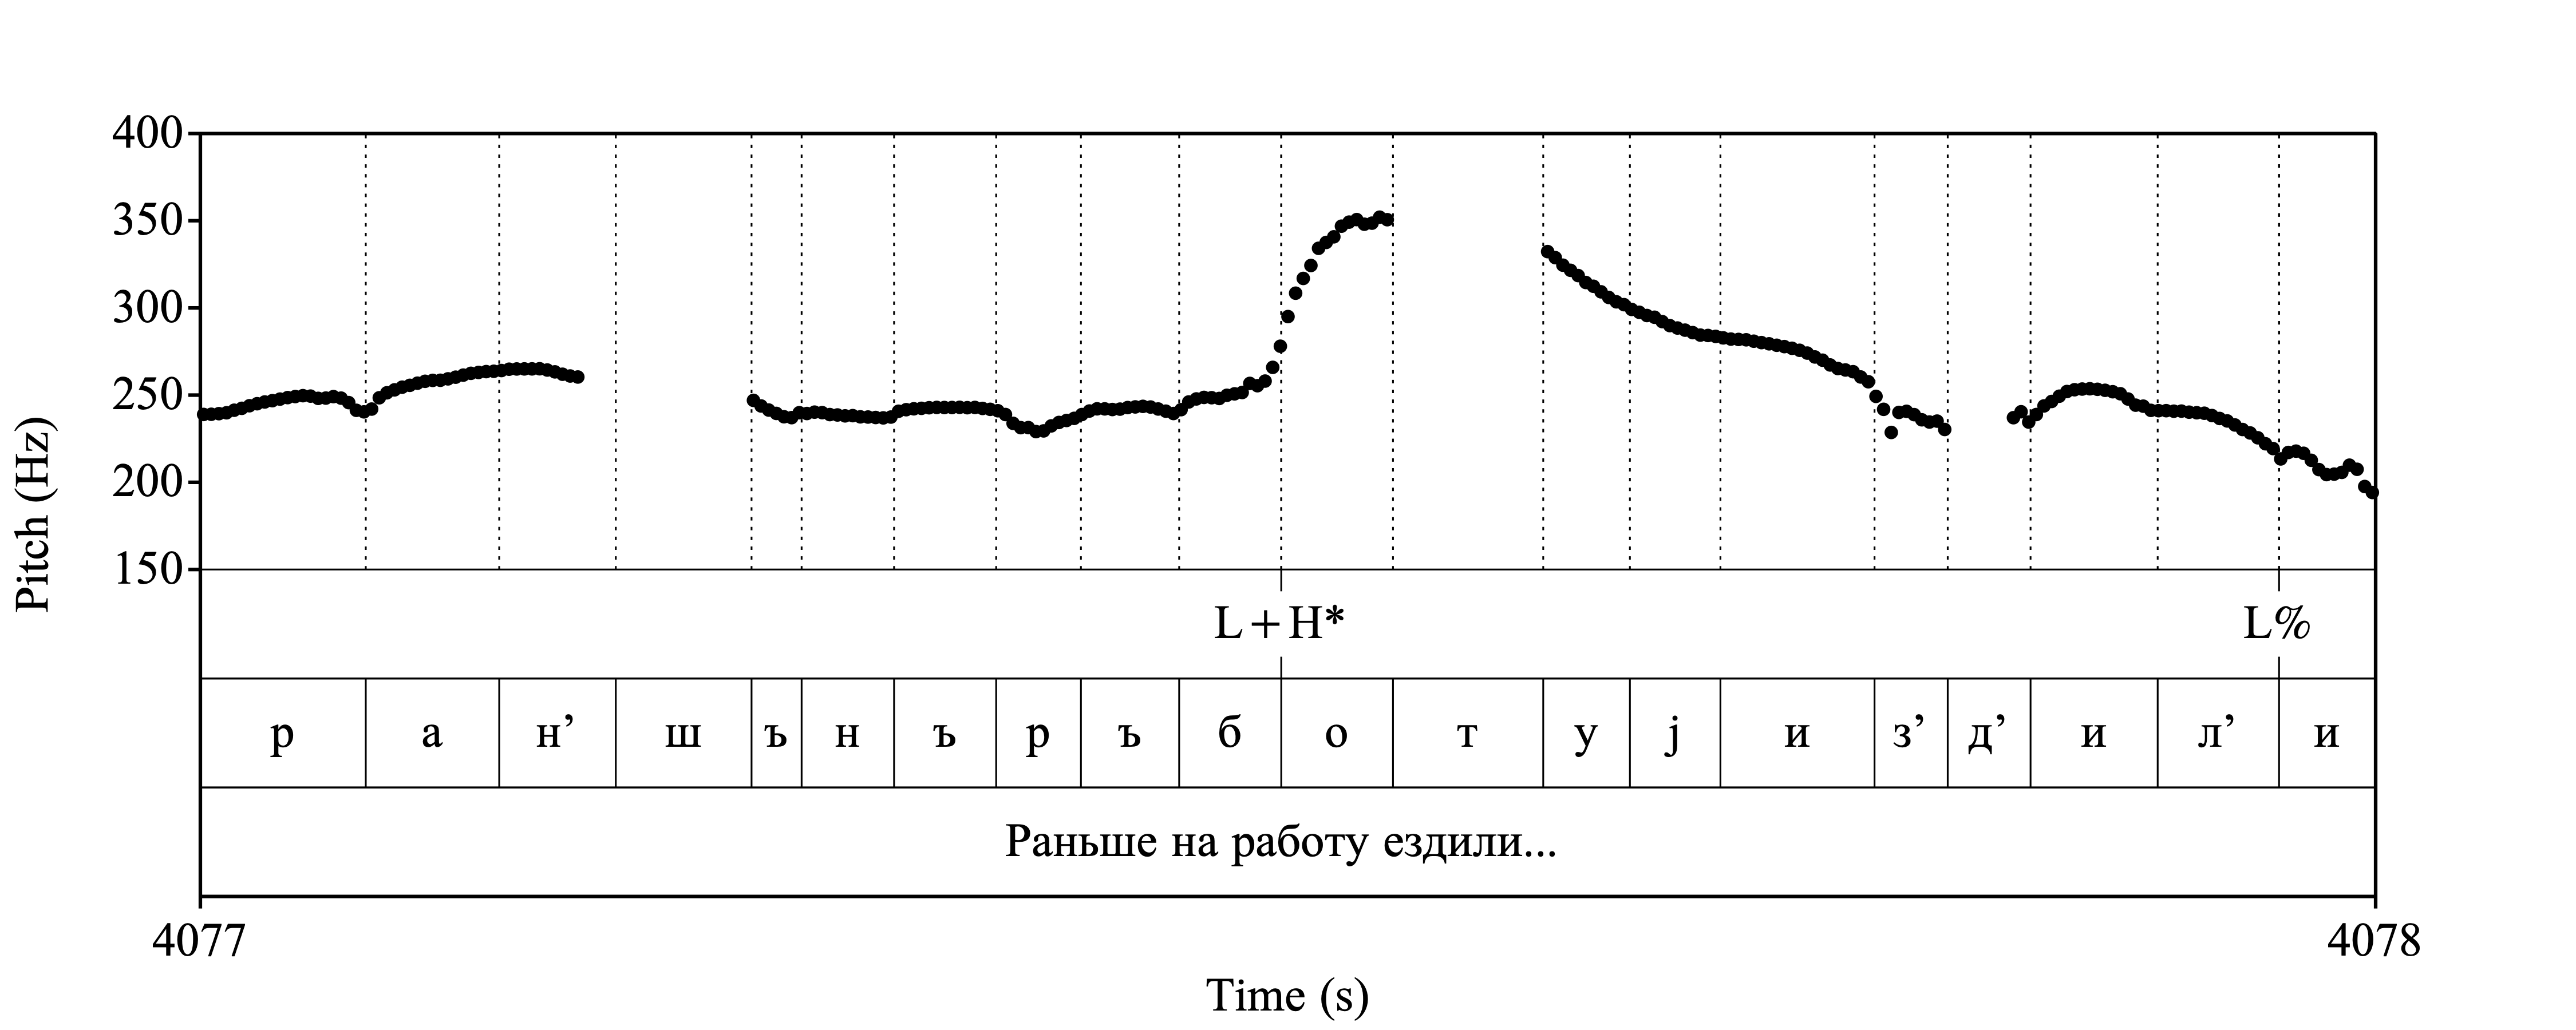 400
350
300
250
200
150
Pitch (Hz)
L+H* L%
р а н’ ш ъ н ъ р ъ б о т у j и з’ д’ и л’ и
Раньше на работу ездили...
4077 4078
Time (s)